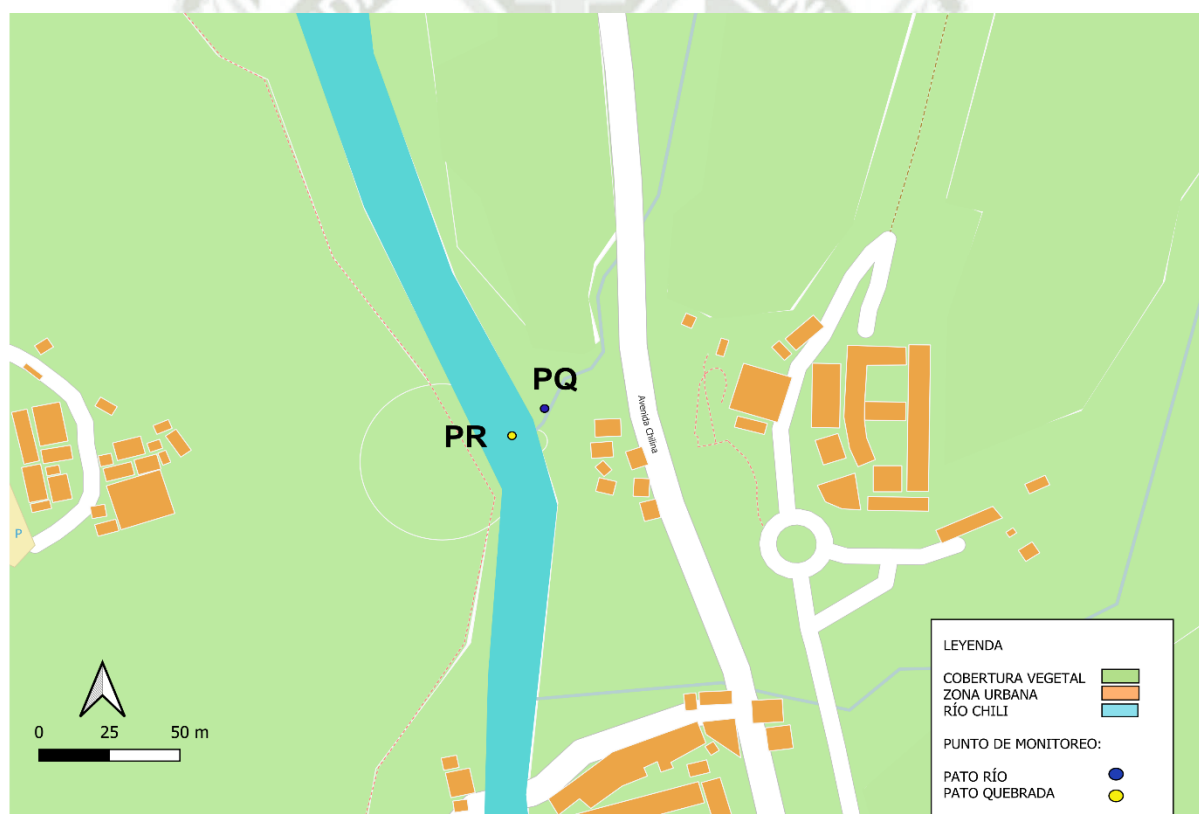 PQ
PR
Avenida Chilina
P
0 25 50 m
LEYENDA
COBERTURA VEGETAL
ZONA URBANA
RÍO CHILI
PUNTO DE MONITOREO:
PATO RÍO
PATO QUEBRADA